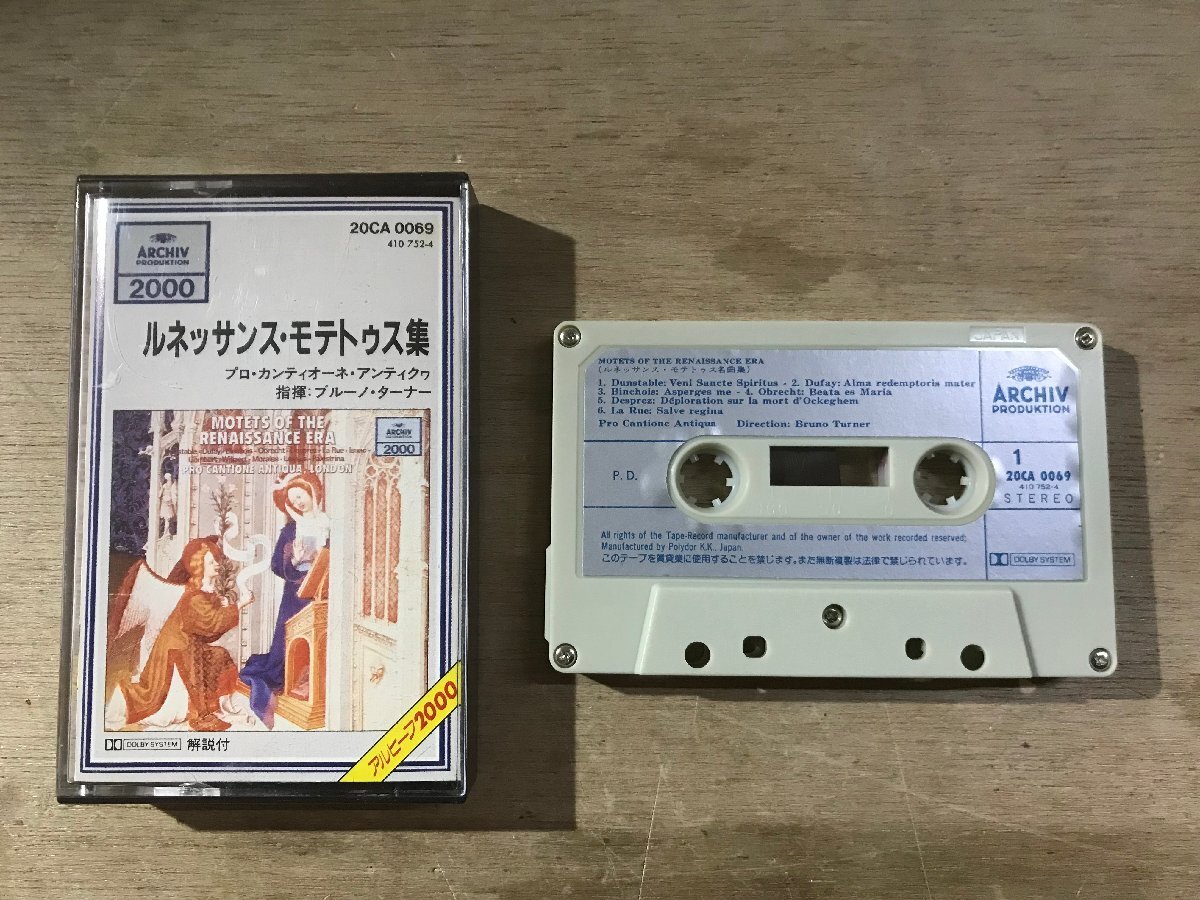 ARCHIV
PRODUKTION
2000
20CA 0069
410 752-4
ルネッサンス・モテトゥス集
プロ・カンティオーネ・アンティクヮ
指揮:ブルーノ・ターナー
MOTETS OF THE
RENAISSANCE ERA
ARCHIV
2000
Dufay Obrecht La Rue Isaac
Morales Palestrina
PRO CANTIONE ANTIQUA, LONDON
DOLBY SYSTEM 解説付
アルヒーフ2000
JAPAN
MOTETS OF THE RENAISSANCE ERA
(ルネッサンス・モテトゥス名曲集)
1. Dunstable: Veni Sancte Spiritus - 2. Dufay: Alma redemptoris mater
3. Binchois: Asperges me - 4. Obrecht: Beata es Maria
5. Desprez: Déploration sur la mort d'Ockeghem
6. La Rue: Salve regina
Pro Cantione Antiqua Direction: Bruno Turner
ARCHIV
PRODUKTION
P. D.
1
20CA 0069
410 752-4
STEREO
All rights of the Tape-Record manufacturer and of the owner of the work recorded reserved;
Manufactured by Polydor K.K., Japan.
このテープを賃貸業に使用することを禁じます。また無断複製は法律で禁じられています。
DOLBY SYSTEM